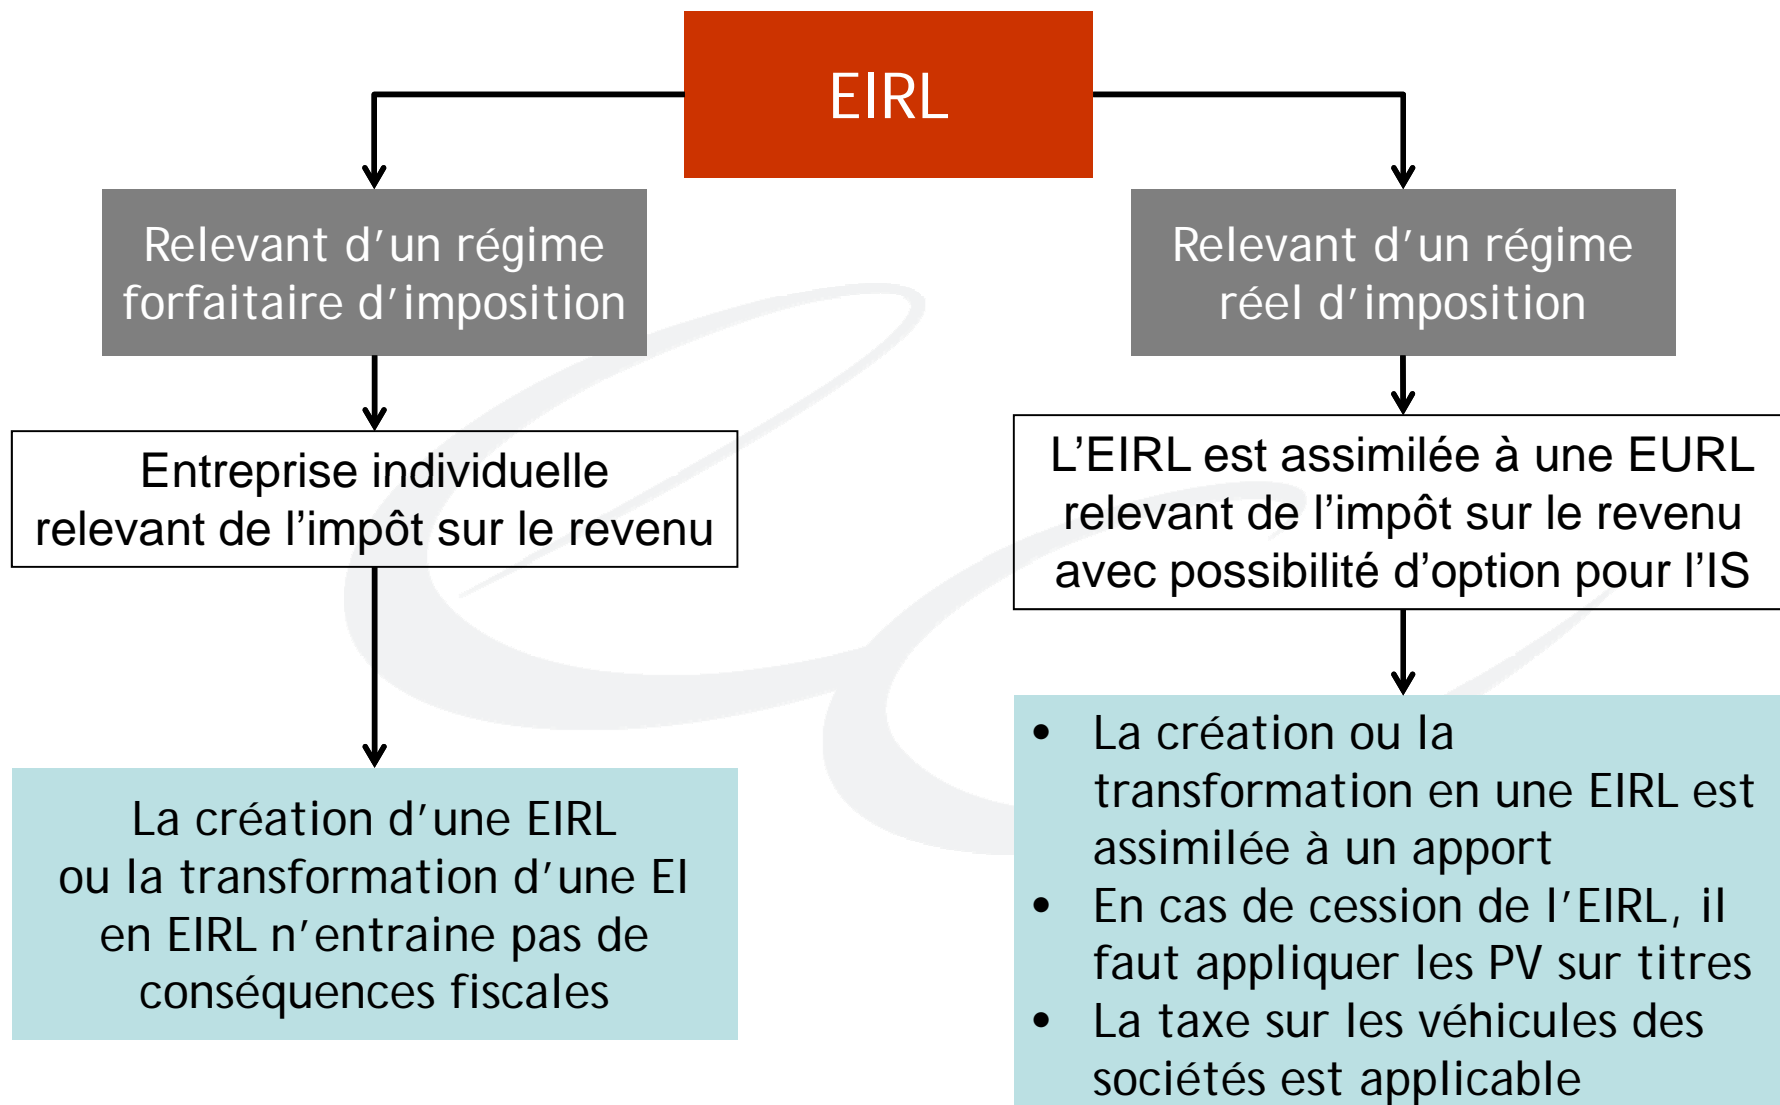 EIRL
Relevant d’un régime
forfaitaire d’imposition
Relevant d’un régime
réel d’imposition
Entreprise individuelle
relevant de l’impôt sur le revenu
L’EIRL est assimilée à une EURL
relevant de l’impôt sur le revenu
avec possibilité d’option pour l’IS
La création d’une EIRL
ou la transformation d’une EI
en EIRL n’entraine pas de
conséquences fiscales
• La création ou la
transformation en une EIRL est
assimilée à un apport
• En cas de cession de l’EIRL, il
faut appliquer les PV sur titres
• La taxe sur les véhicules des
sociétés est applicable